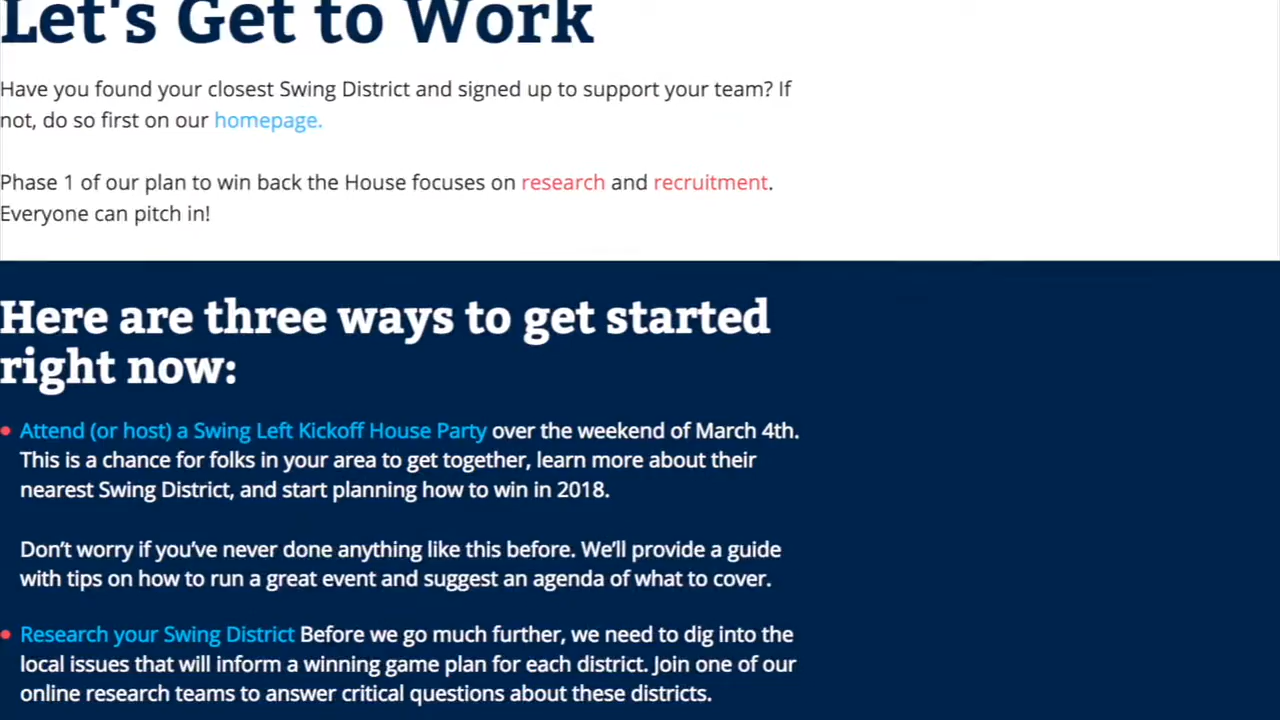 Let's Get to Work
Have you found your closest Swing District and signed up to support your team? If
not, do so first on our homepage.
Phase 1 of our plan to win back the House focuses on research and recruitment.
Everyone can pitch in!
Here are three ways to get started
right now:
Attend (or host) a Swing Left Kickoff House Party over the weekend of March 4th.
This is a chance for folks in your area to get together, learn more about their
nearest Swing District, and start planning how to win in 2018.
Don’t worry if you’ve never done anything like this before. We’ll provide a guide
with tips on how to run a great event and suggest an agenda of what to cover.
Research your Swing District Before we go much further, we need to dig into the
local issues that will inform a winning game plan for each district. Join one of our
online research teams to answer critical questions about these districts.